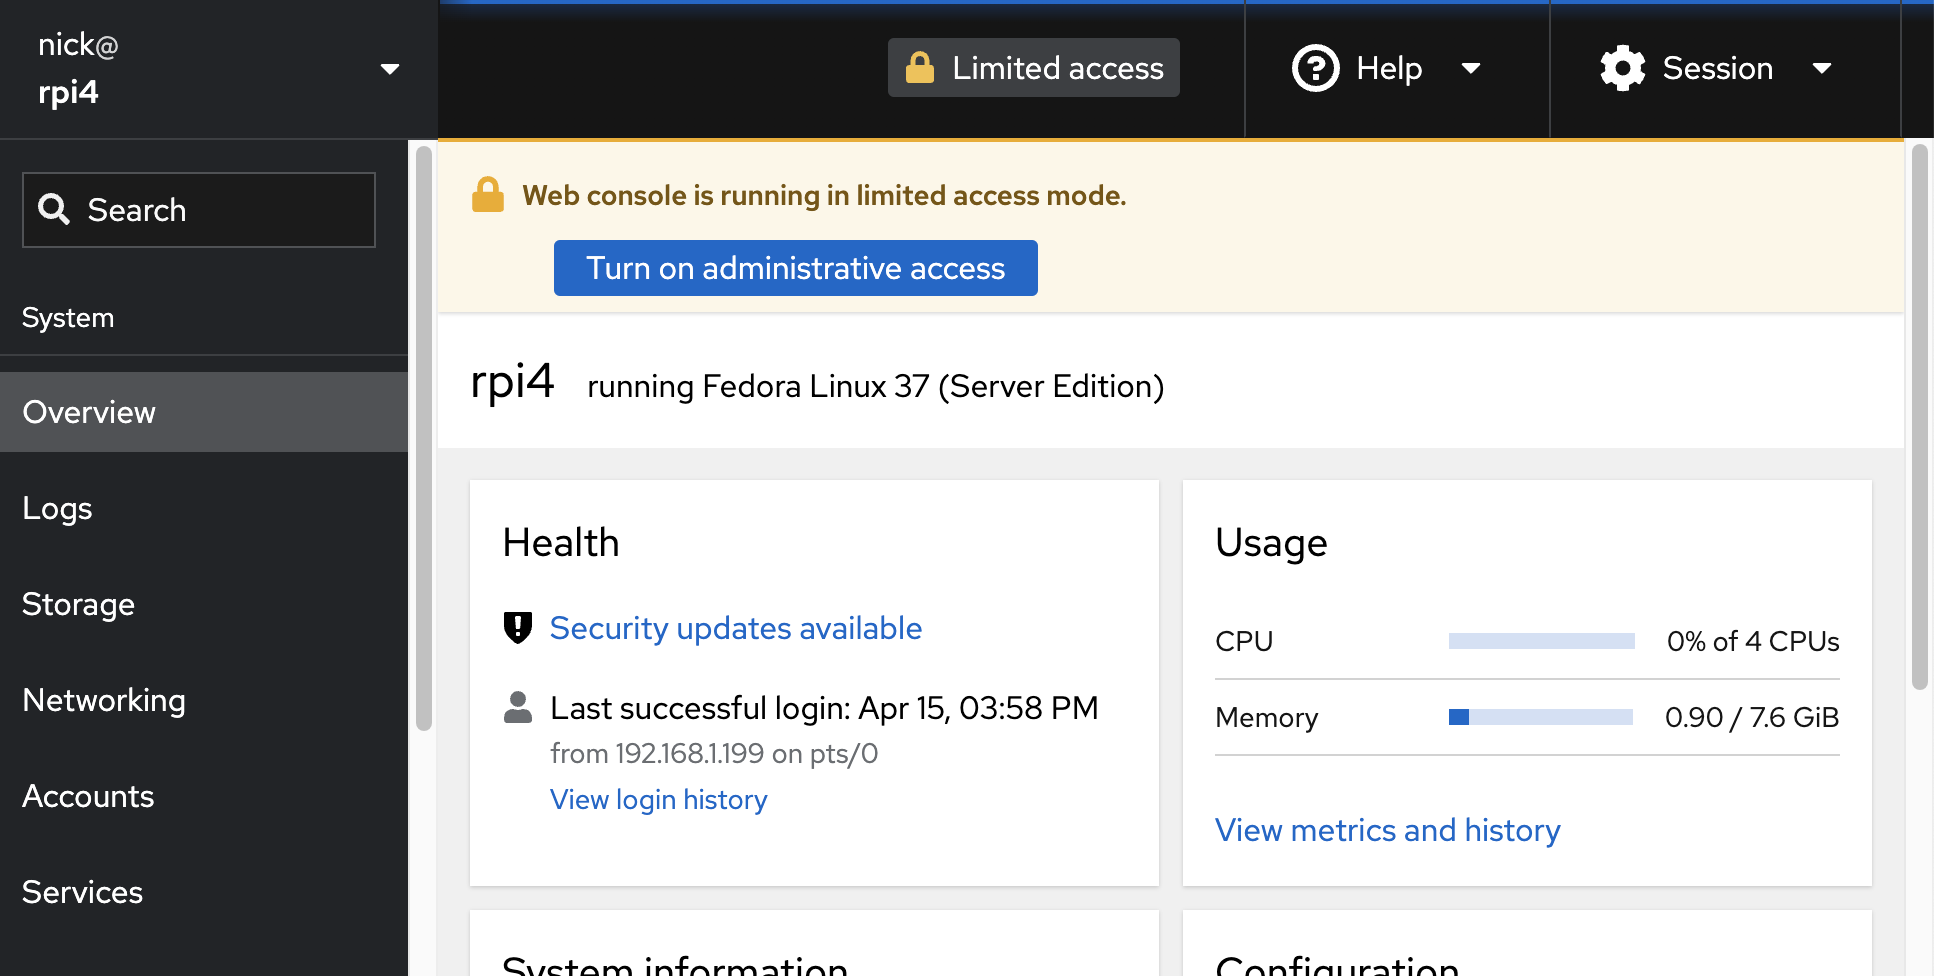 nick@
rpi4
Limited access
Help
Session
Search
System
Overview
Logs
Storage
Networking
Accounts
Services
Web console is running in limited access mode.
Turn on administrative access
rpi4 running Fedora Linux 37 (Server Edition)
Health
Security updates available
Last successful login: Apr 15, 03:58 PM
from 192.168.1.199 on pts/0
View login history
Usage
CPU 0% of 4 CPUs
Memory 0.90 / 7.6 GiB
View metrics and history
System information
Configuration